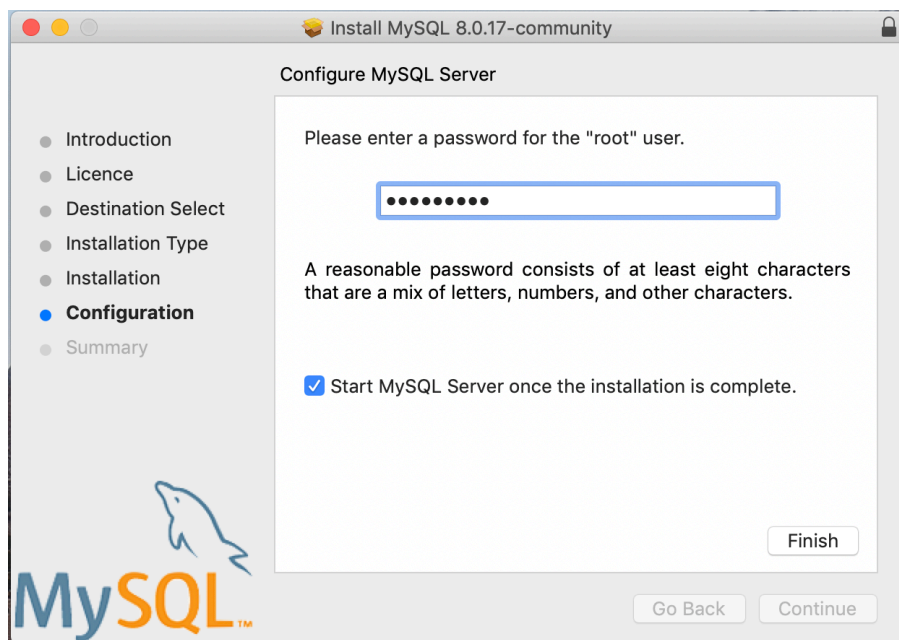 Install MySQL 8.0.17-community
Configure MySQL Server
Introduction
Licence
Destination Select
Installation Type
Installation
Configuration
Summary
Please enter a password for the "root" user.
•••••••••
A reasonable password consists of at least eight characters
that are a mix of letters, numbers, and other characters.
Start MySQL Server once the installation is complete.
Finish
MySQL™
Go Back
Continue